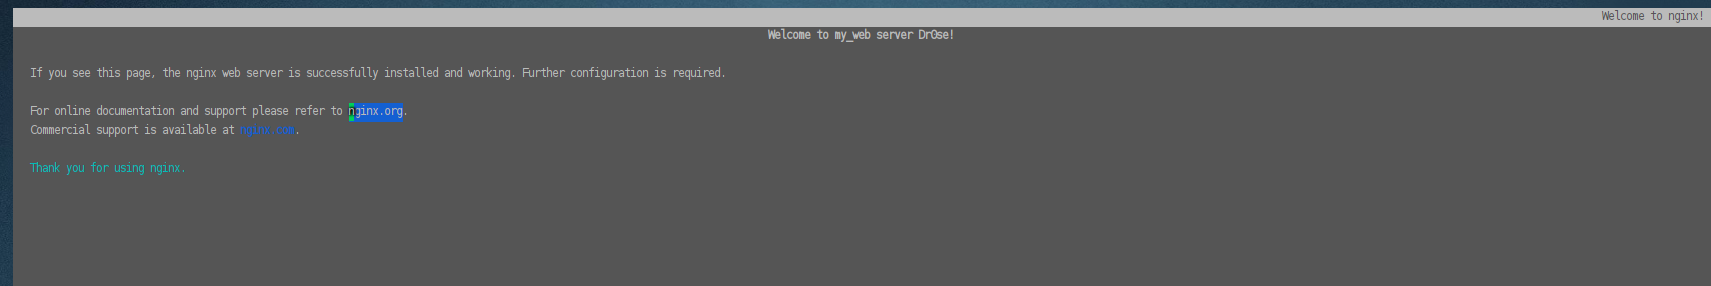 Welcome to nginx!
Welcome to my_web server Dr0se!
If you see this page, the nginx web server is successfully installed and working. Further configuration is required.
For online documentation and support please refer to nginx.org.
Commercial support is available at nginx.com.
Thank you for using nginx.